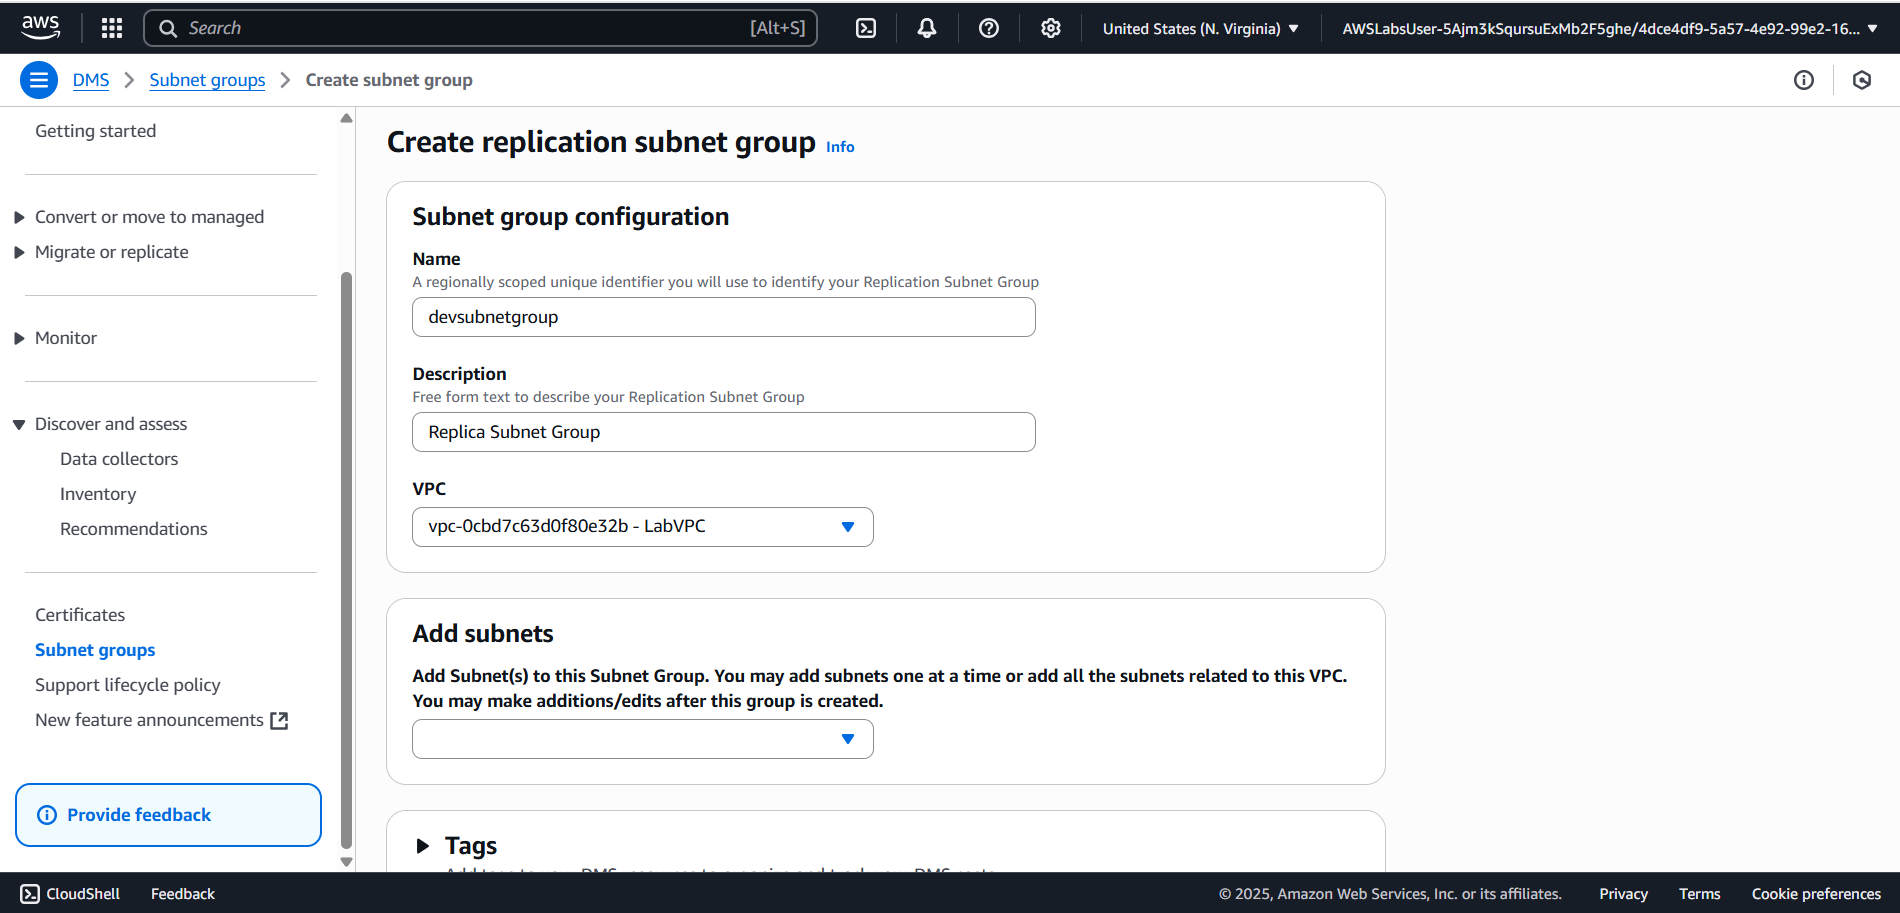 aws
Search [Alt+S]
United States (N. Virginia)
AWSLabsUser-5Ajm3kSqursuExMb2F5ghe/4dce4df9-5a57-4e92-99e2-16...
DMS > Subnet groups > Create subnet group
Getting started
Convert or move to managed
Migrate or replicate
Monitor
Discover and assess
Data collectors
Inventory
Recommendations
Certificates
Subnet groups
Support lifecycle policy
New feature announcements
Provide feedback
Create replication subnet group Info
Subnet group configuration
Name
A regionally scoped unique identifier you will use to identify your Replication Subnet Group
devsubnetgroup
Description
Free form text to describe your Replication Subnet Group
Replica Subnet Group
VPC
vpc-0cbd7c63d0f80e32b - LabVPC
Add subnets
Add Subnet(s) to this Subnet Group. You may add subnets one at a time or add all the subnets related to this VPC.
You may make additions/edits after this group is created.
Tags
CloudShell
Feedback
© 2025, Amazon Web Services, Inc. or its affiliates.
Privacy
Terms
Cookie preferences